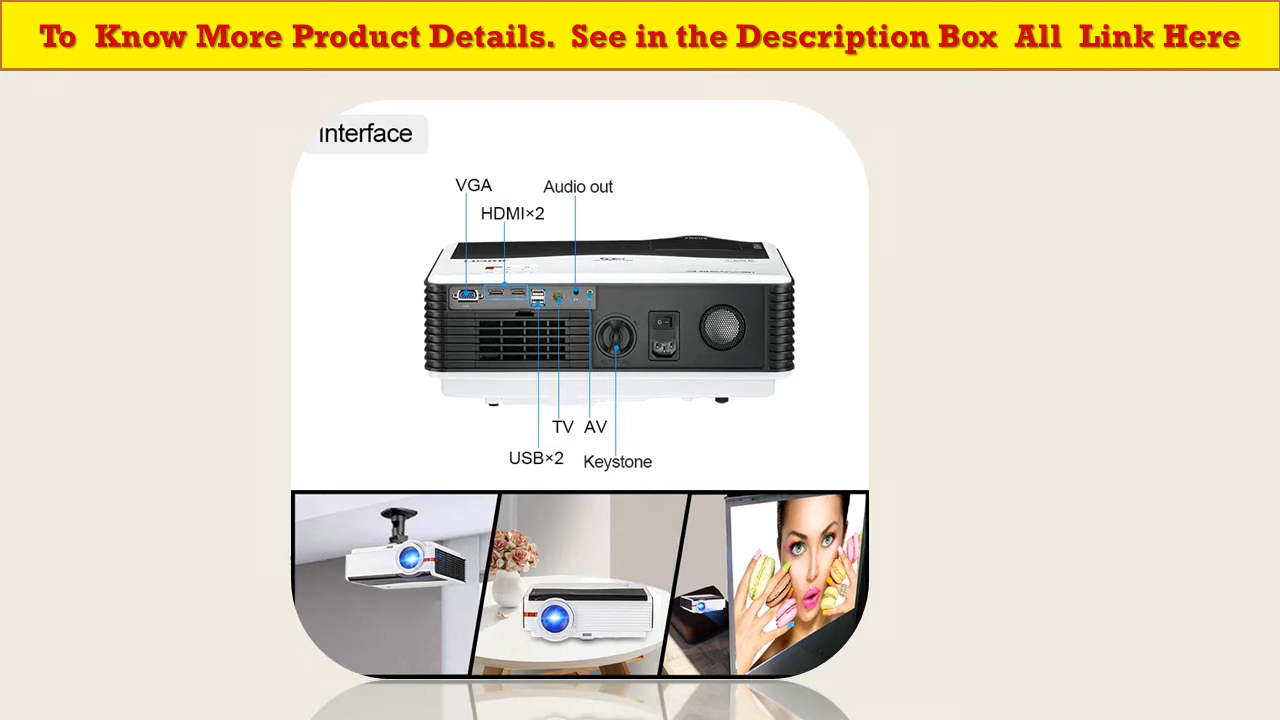 To Know More Product Details. See in the Description Box All Link Here
interface
VGA
Audio out
HDMI×2
FOCUS
TV AV
USB×2
Keystone